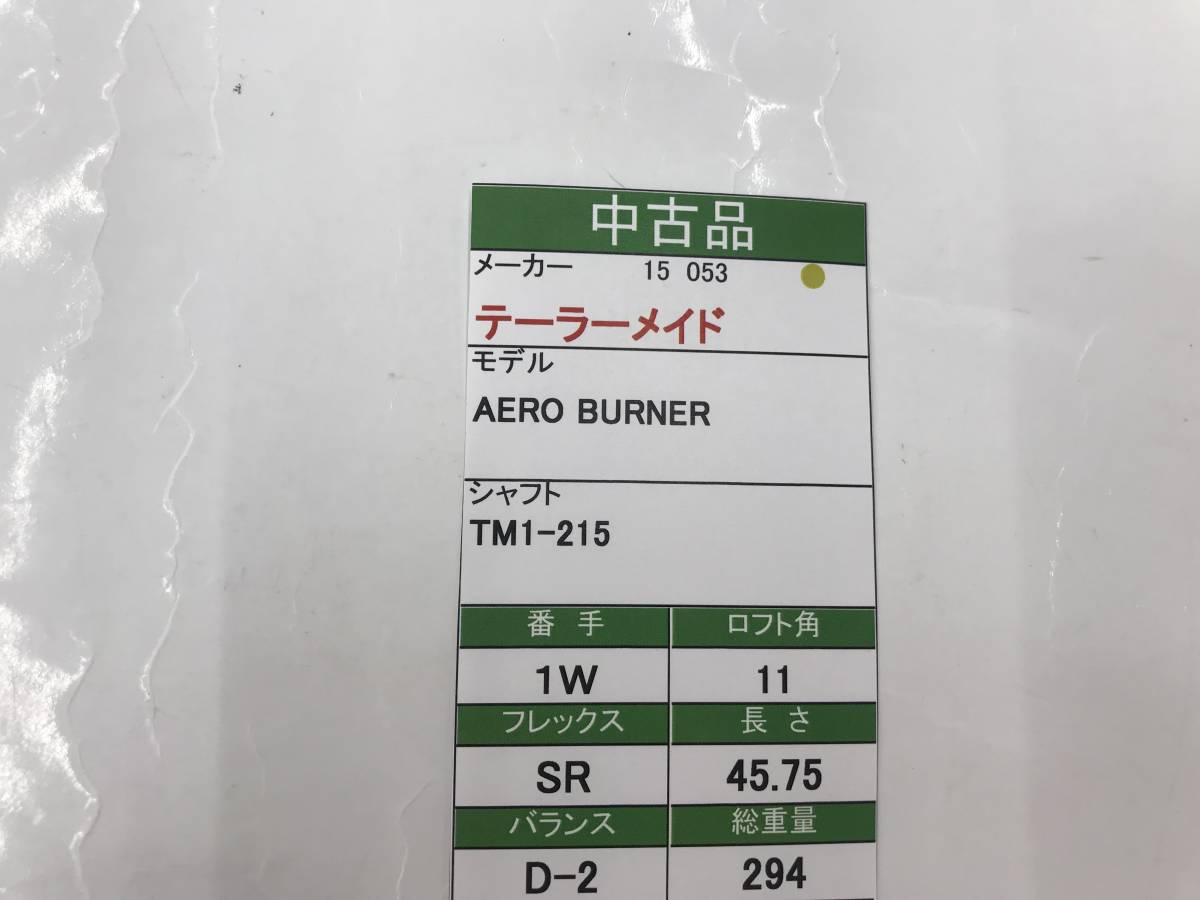 中古品
メーカー 15 053
テーラーメイド
モデル
AERO BURNER
シャフト
TM1-215
番手 ロフト角
1W 11
フレックス 長さ
SR 45.75
バランス 総重量
D-2 294